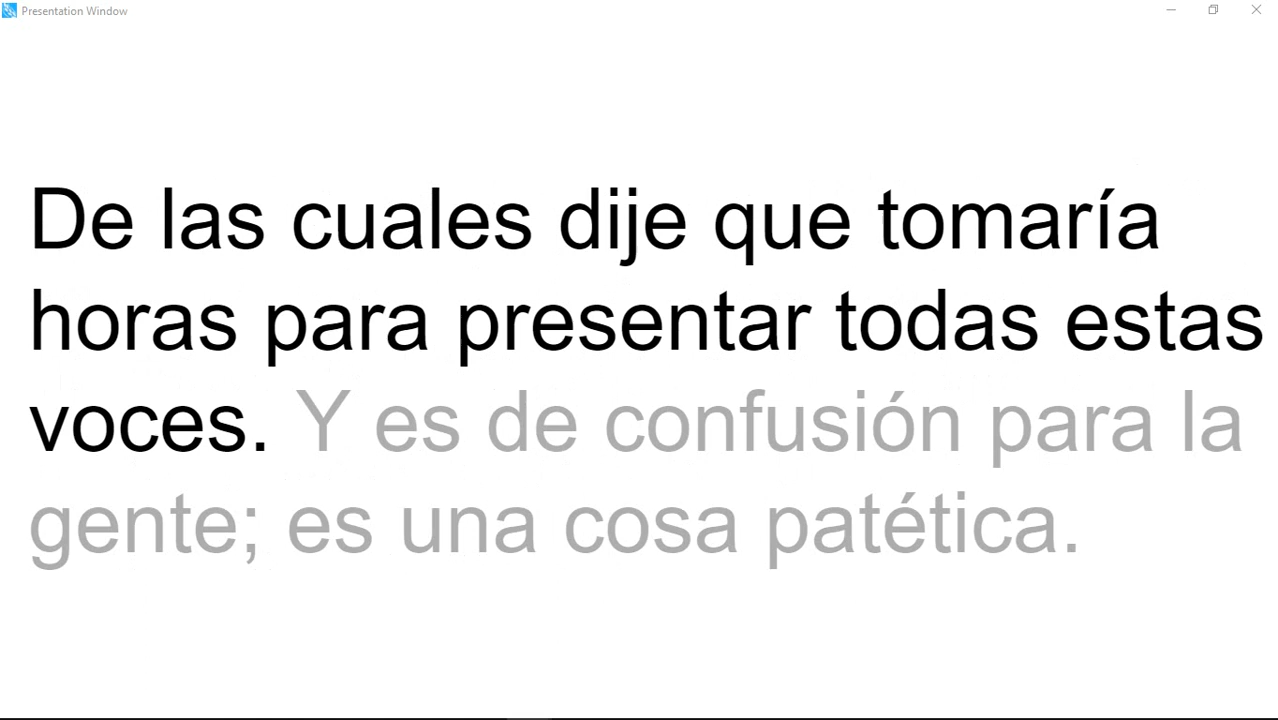 Presentation Window
De las cuales dije que tomaría
horas para presentar todas estas
voces. Y es de confusión para la
gente; es una cosa patética.